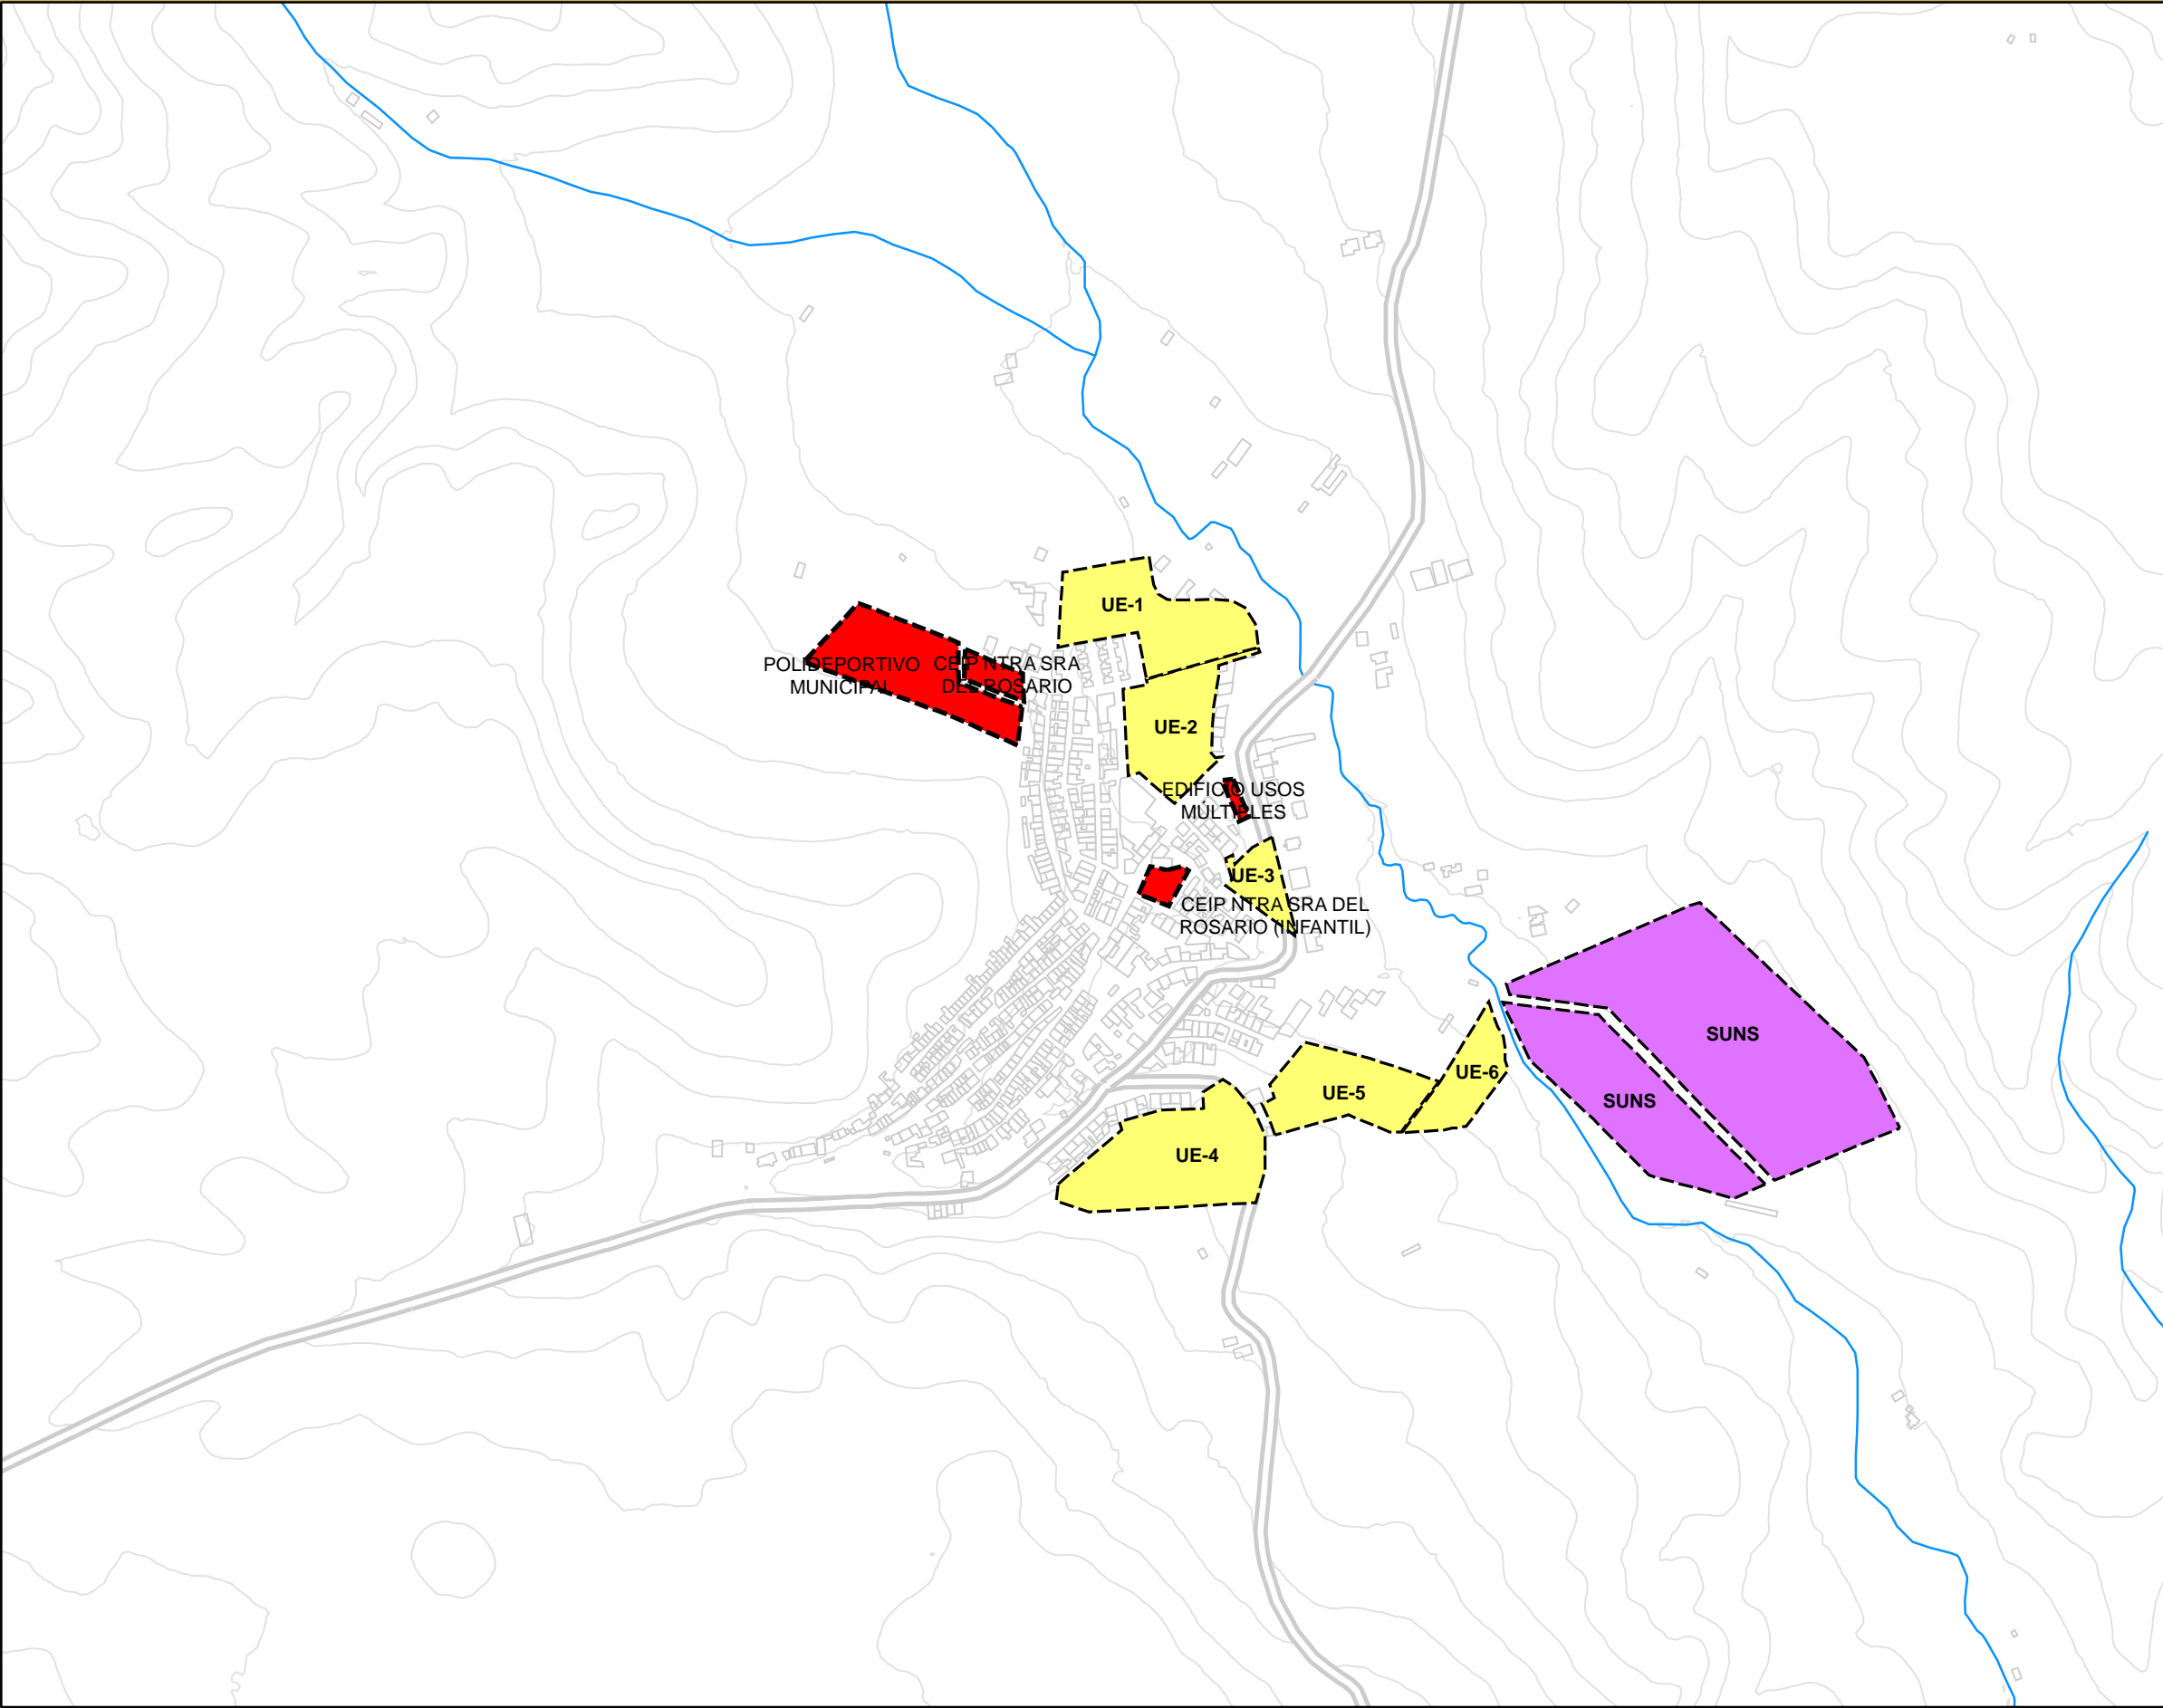 UE-1
POLIDEPORTIVO
MUNICIPAL
CEIP NTRA SRA
DEL ROSARIO
UE-2
EDIFICIO USOS
MÚLTIPLES
UE-3
CEIP NTRA SRA DEL
ROSARIO (INFANTIL)
SUNS
SUNS
UE-6
UE-5
UE-4